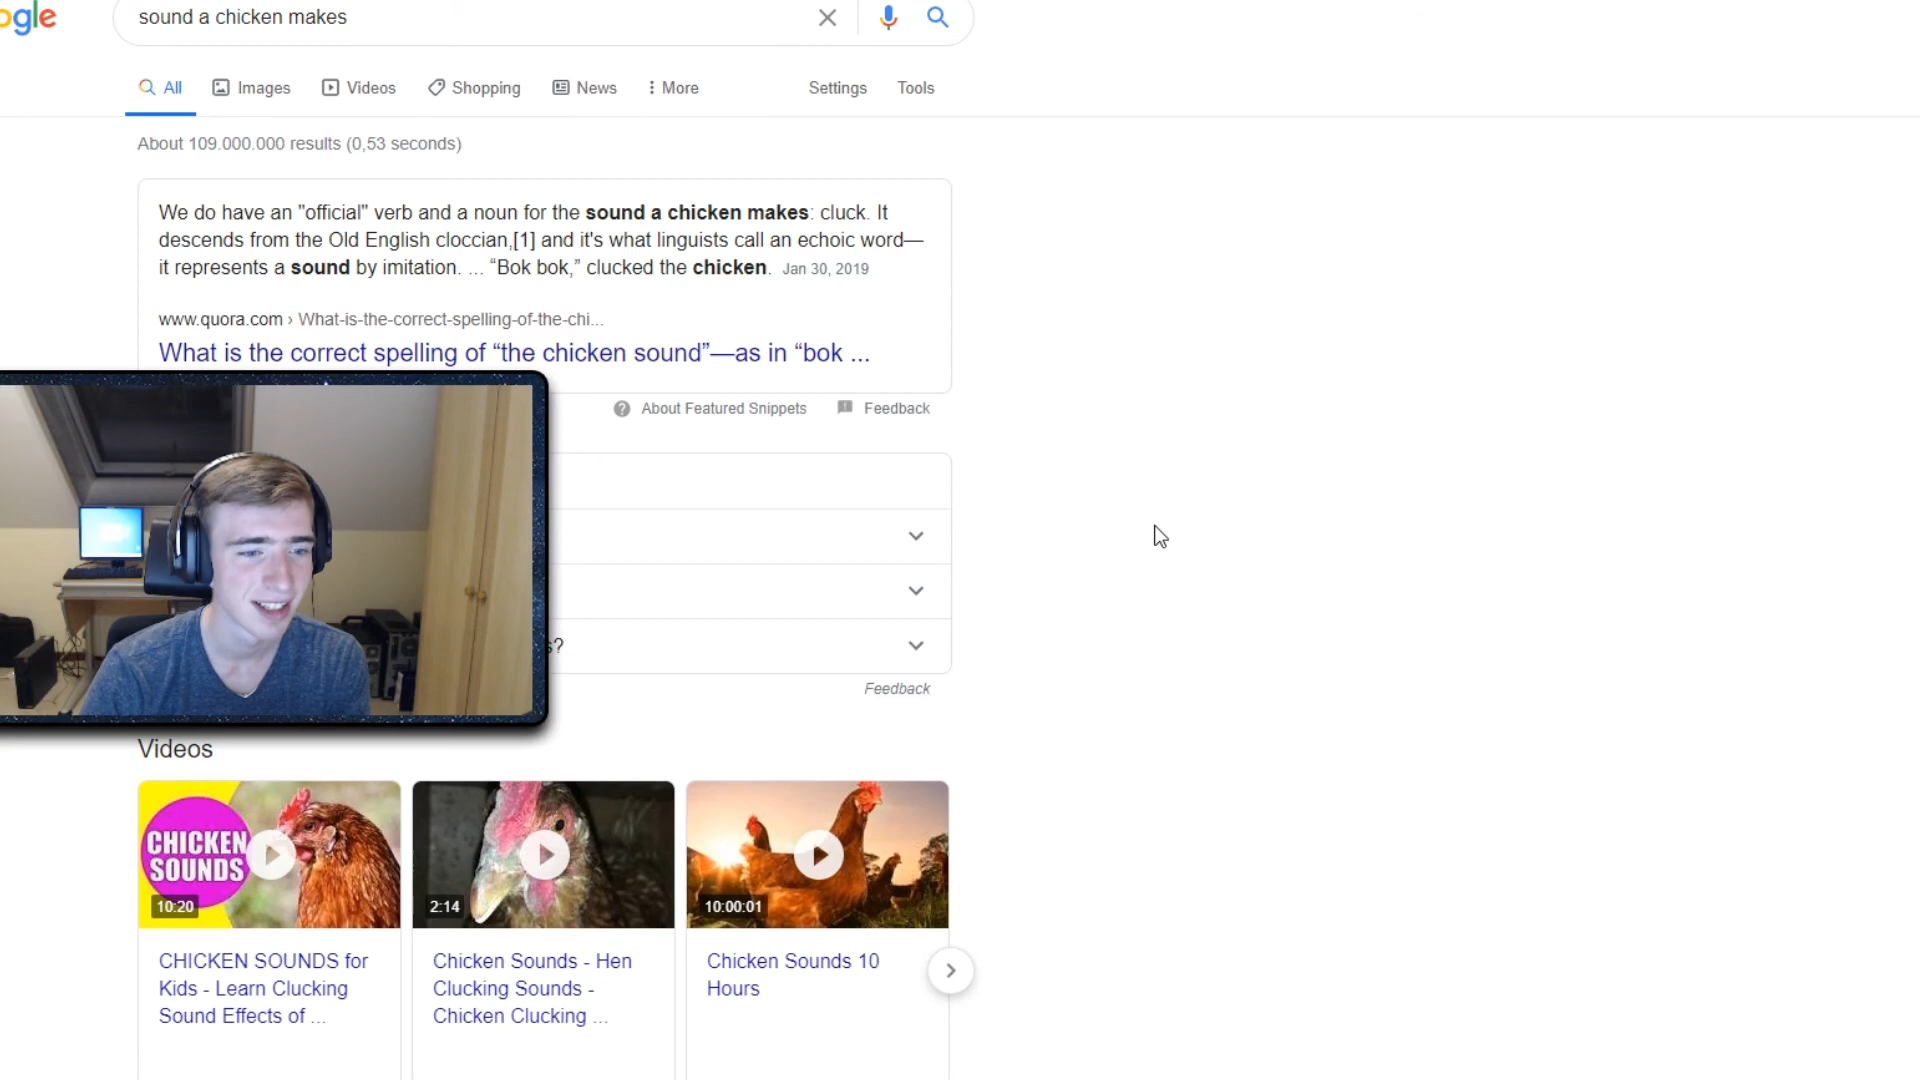 ogle
sound a chicken makes
All Images Videos Shopping News More Settings Tools
About 109.000.000 results (0,53 seconds)
We do have an "official" verb and a noun for the sound a chicken makes: cluck. It
descends from the Old English cloccian,[1] and it's what linguists call an echoic word—
it represents a sound by imitation. ... “Bok bok,” clucked the chicken. Jan 30, 2019
www.quora.com › What-is-the-correct-spelling-of-the-chi...
What is the correct spelling of “the chicken sound”—as in “bok ...
About Featured Snippets Feedback
s?
Feedback
Videos
CHICKEN
SOUNDS
10:20
2:14
10:00:01
CHICKEN SOUNDS for
Kids - Learn Clucking
Sound Effects of ...
Chicken Sounds - Hen
Clucking Sounds -
Chicken Clucking ...
Chicken Sounds 10
Hours